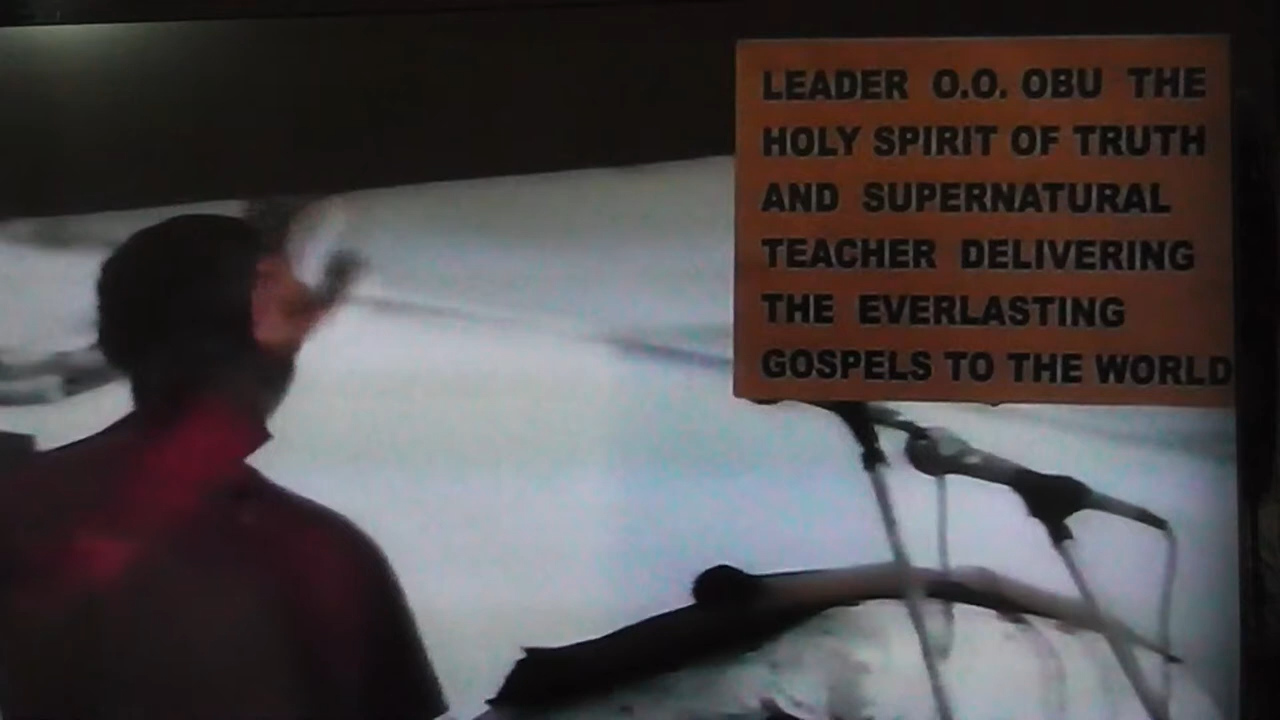 LEADER O.O. OBU THE
HOLY SPIRIT OF TRUTH
AND SUPERNATURAL
TEACHER DELIVERING
THE EVERLASTING
GOSPELS TO THE WORLD